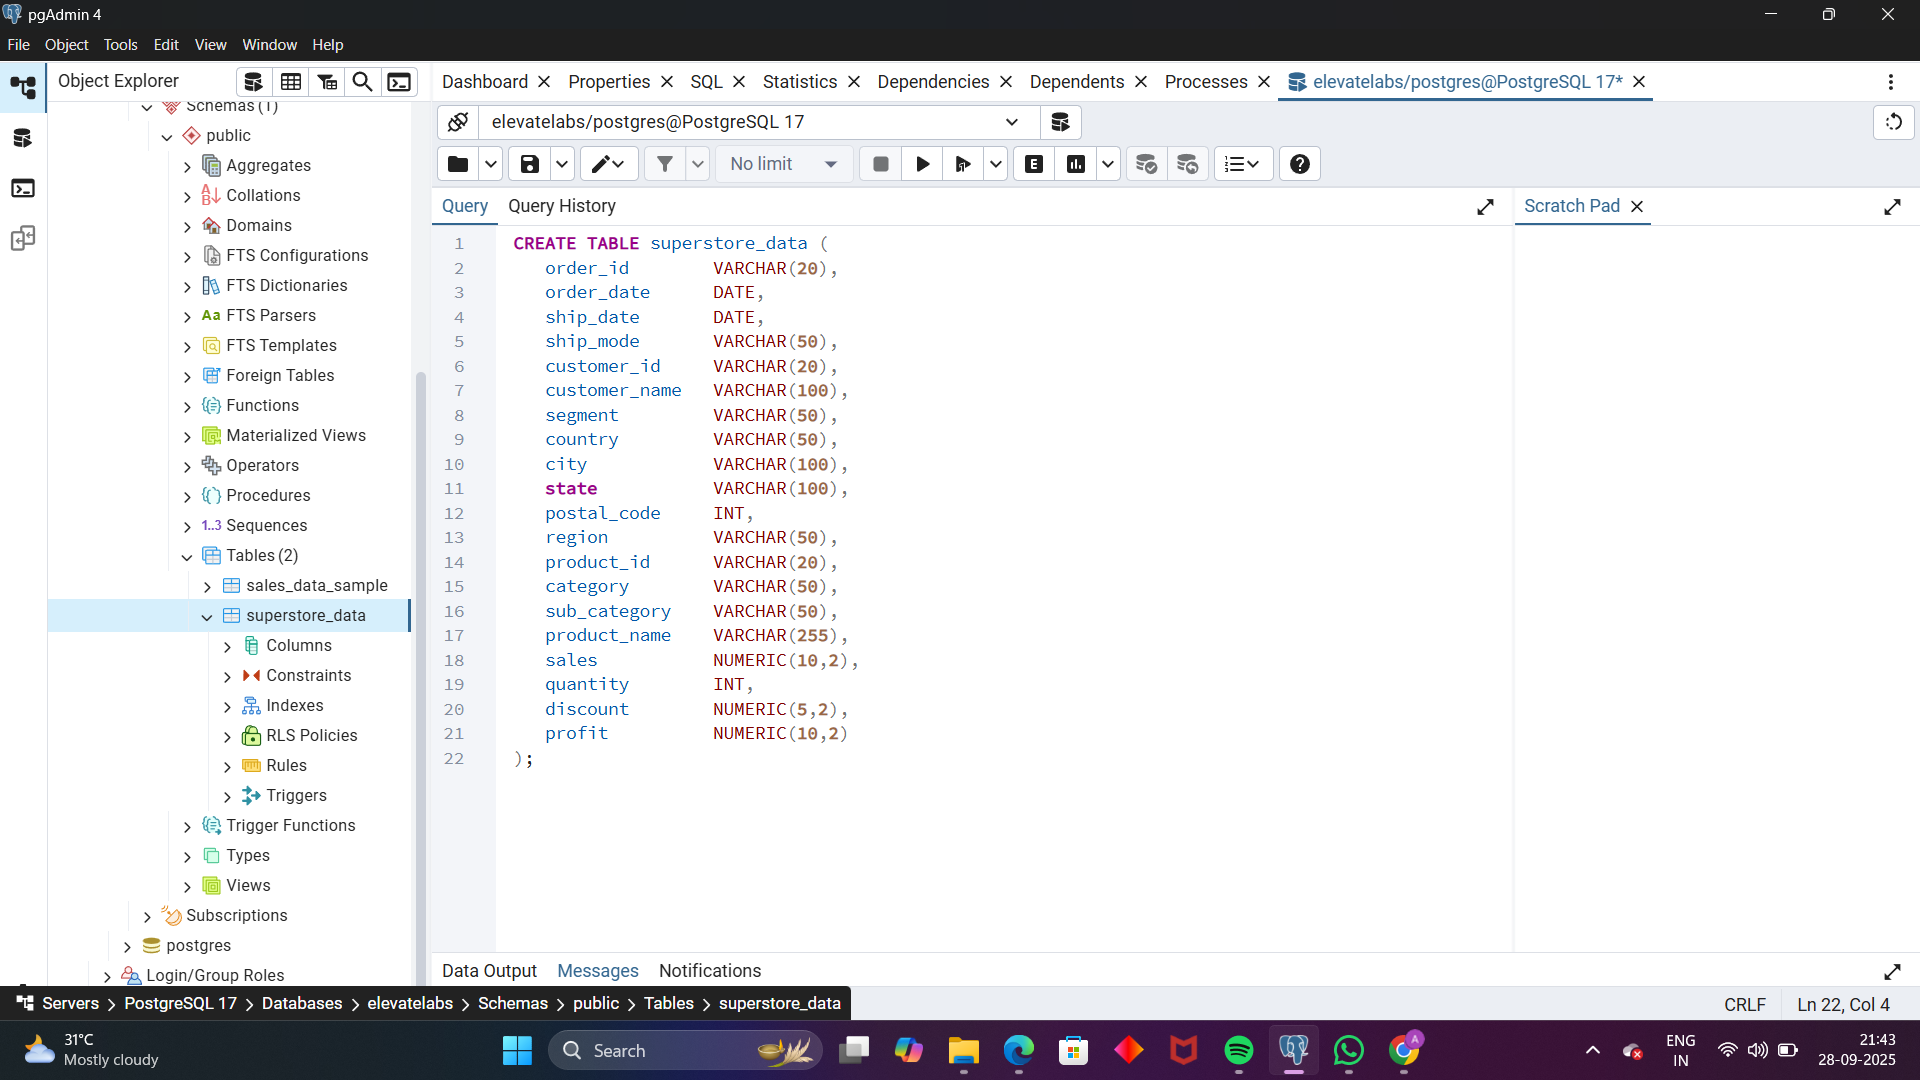 pgAdmin 4
File Object Tools Edit View Window Help
Object Explorer
Dashboard Properties SQL Statistics Dependencies Dependents Processes elevatelabs/postgres@PostgreSQL 17*
Schemas (1)
public
Aggregates
Collations
Domains
FTS Configurations
FTS Dictionaries
Aa FTS Parsers
FTS Templates
Foreign Tables
Functions
Materialized Views
Operators
Procedures
1..3 Sequences
Tables (2)
sales_data_sample
superstore_data
Columns
Constraints
Indexes
RLS Policies
Rules
Triggers
Trigger Functions
Types
Views
Subscriptions
postgres
Login/Group Roles
elevatelabs/postgres@PostgreSQL 17
No limit
E
Query Query History
Scratch Pad
1 CREATE TABLE superstore_data (
2 order_id VARCHAR(20),
3 order_date DATE,
4 ship_date DATE,
5 ship_mode VARCHAR(50),
6 customer_id VARCHAR(20),
7 customer_name VARCHAR(100),
8 segment VARCHAR(50),
9 country VARCHAR(50),
10 city VARCHAR(100),
11 state VARCHAR(100),
12 postal_code INT,
13 region VARCHAR(50),
14 product_id VARCHAR(20),
15 category VARCHAR(50),
16 sub_category VARCHAR(50),
17 product_name VARCHAR(255),
18 sales NUMERIC(10,2),
19 quantity INT,
20 discount NUMERIC(5,2),
21 profit NUMERIC(10,2)
22 );
Data Output Messages Notifications
Servers > PostgreSQL 17 > Databases > elevatelabs > Schemas > public > Tables > superstore_data
CRLF Ln 22, Col 4
31°C
Mostly cloudy
Search
A
ENG
IN
21:43
28-09-2025